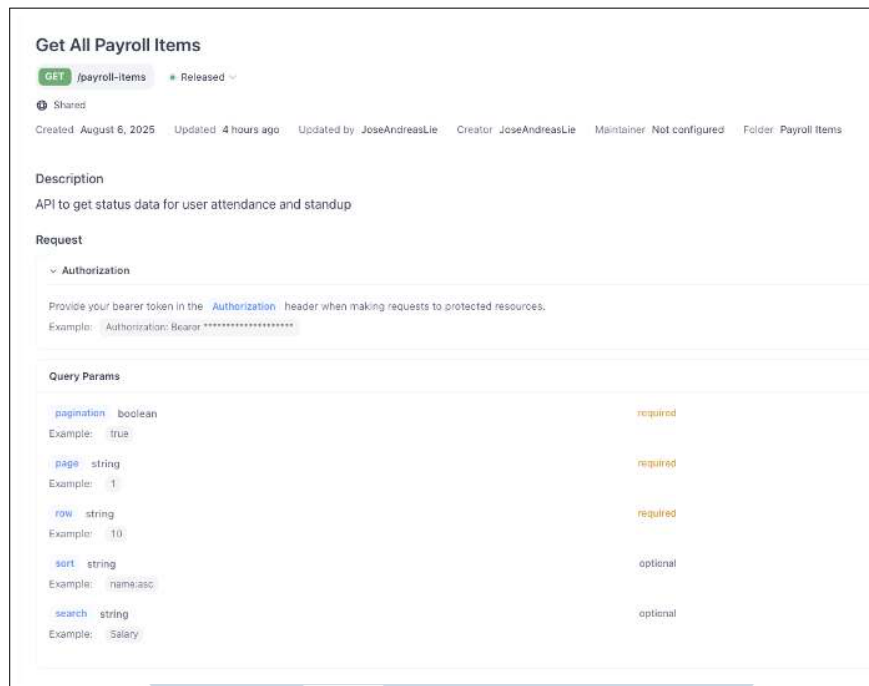 Get All Payroll Items
GET /payroll-items Released
Shared
Created August 6, 2025 Updated 4 hours ago Updated by JoseAndreasLie Creator JoseAndreasLie Maintainer Not configured Folder Payroll Items
Description
API to get status data for user attendance and standup
Request
Authorization
Provide your bearer token in the Authorization header when making requests to protected resources.
Example: Authorization: Bearer ********************
Query Params
pagination boolean required
Example: true
page string required
Example: 1
row string required
Example: 10
sort string optional
Example: name:asc
search string optional
Example: Salary